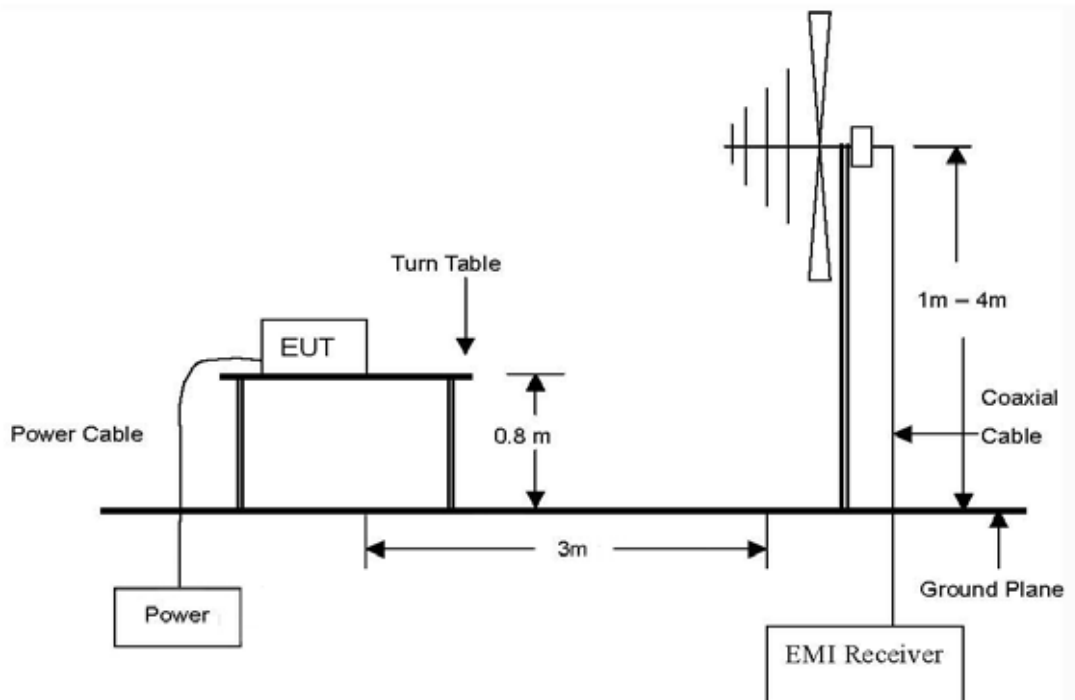 Turn Table
1m – 4m
EUT
Power Cable
0.8 m
Coaxial
Cable
3m
Ground Plane
Power
EMI Receiver